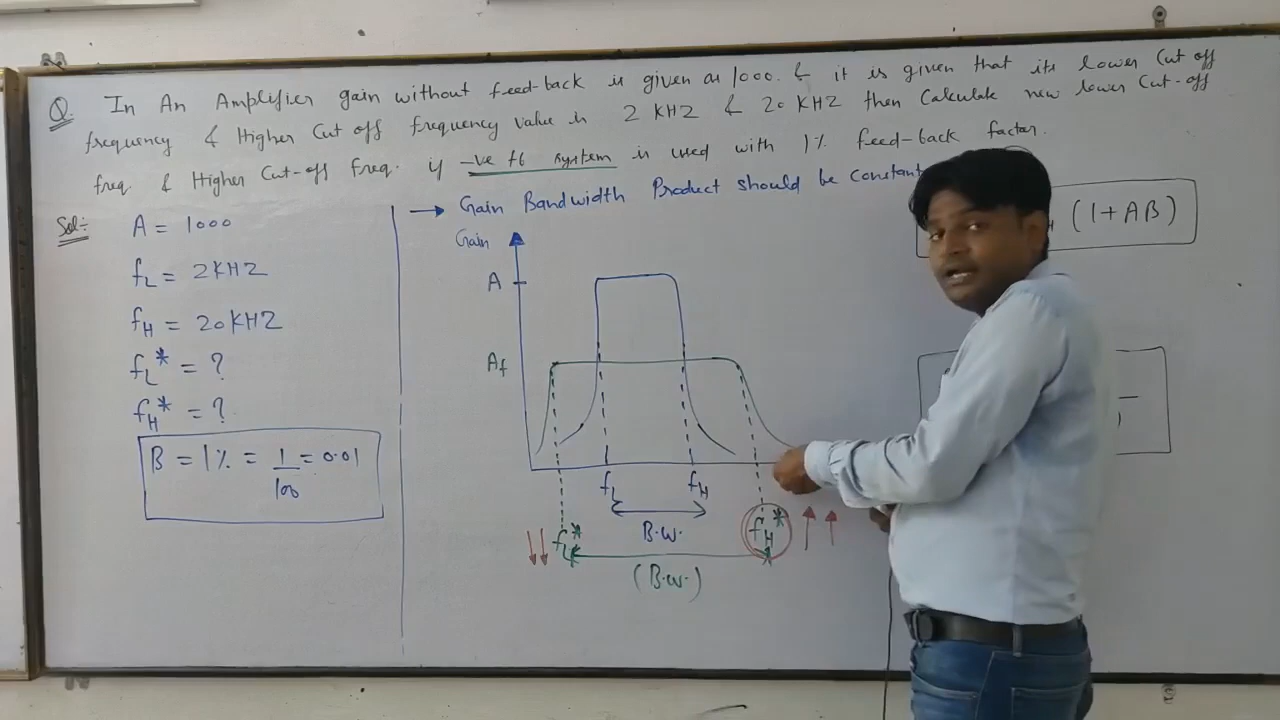 Q. In An Amplifier gain without feed-back is given as 1000. & it is given that its lower cut off
frequency & Higher Cut off frequency value is 2 KHZ & 20 KHZ then Calculate new lower Cut-off
freq & Higher Cut-off Freq. if -ve fb system is used with 1% feed-back factor.
Sol:-
A = 1000
fL = 2KHZ
fH = 20KHZ
fL* = ?
fH* = ?
B = 1% = 1/100 = 0.01
→ Gain Bandwidth Product should be constant
Gain
A
Af
fL
fH
B.W.
fL*
fH*
(B.W.)
(1+AB)